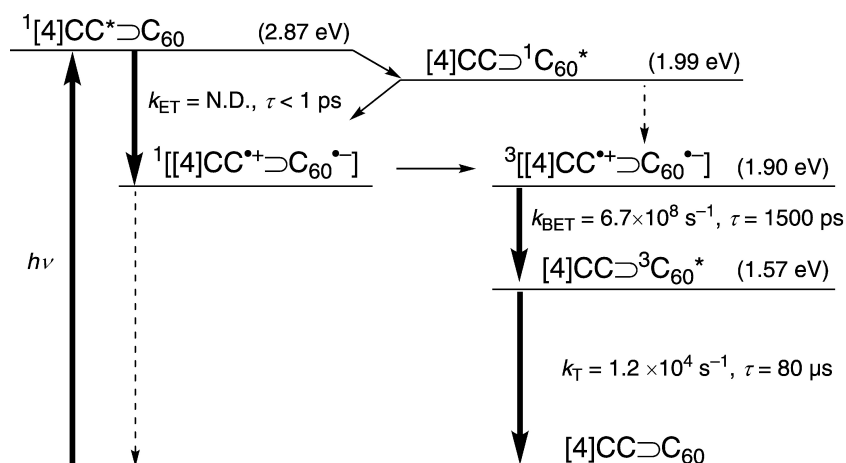 ¹[4]CC*⊃C₆₀ (2.87 eV)
[4]CC⊃¹C₆₀* (1.99 eV)
k_ET = N.D., τ < 1 ps
¹[[4]CC•⁺⊃C₆₀•⁻]
³[[4]CC•⁺⊃C₆₀•⁻] (1.90 eV)
k_BET = 6.7×10⁸ s⁻¹, τ = 1500 ps
hν
[4]CC⊃³C₆₀* (1.57 eV)
k_T = 1.2 ×10⁴ s⁻¹, τ = 80 μs
[4]CC⊃C₆₀